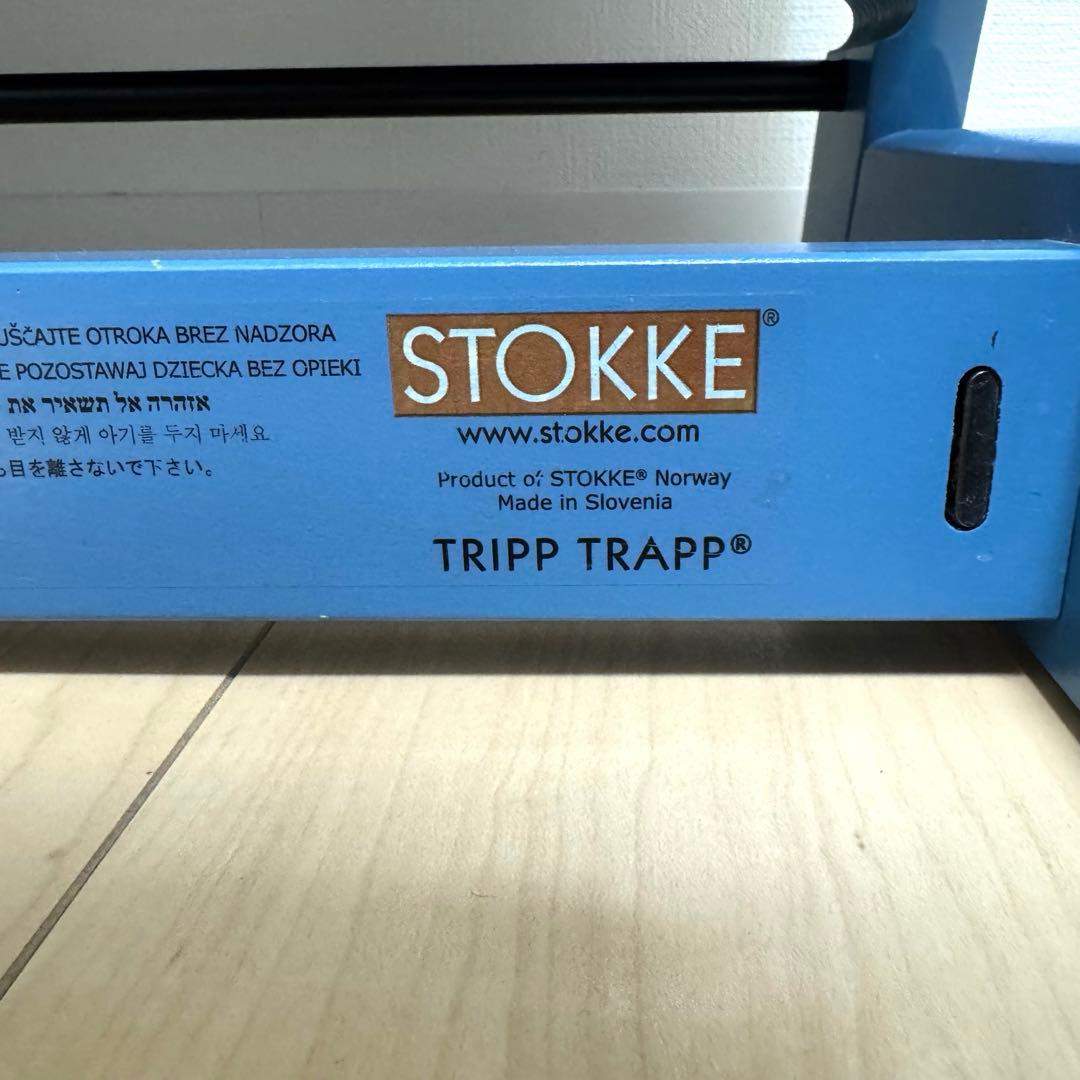 UŠČAJTE OTROKA BREZ NADZORA
E POZOSTAWAJ DZIECKA BEZ OPIEKI
אזהרה אל תשאיר את
받지 않게 아기를 두지 마세요
ら目を離さないで下さい。
STOKKE®
www.stokke.com
Product of STOKKE® Norway
Made in Slovenia
TRIPP TRAPP®